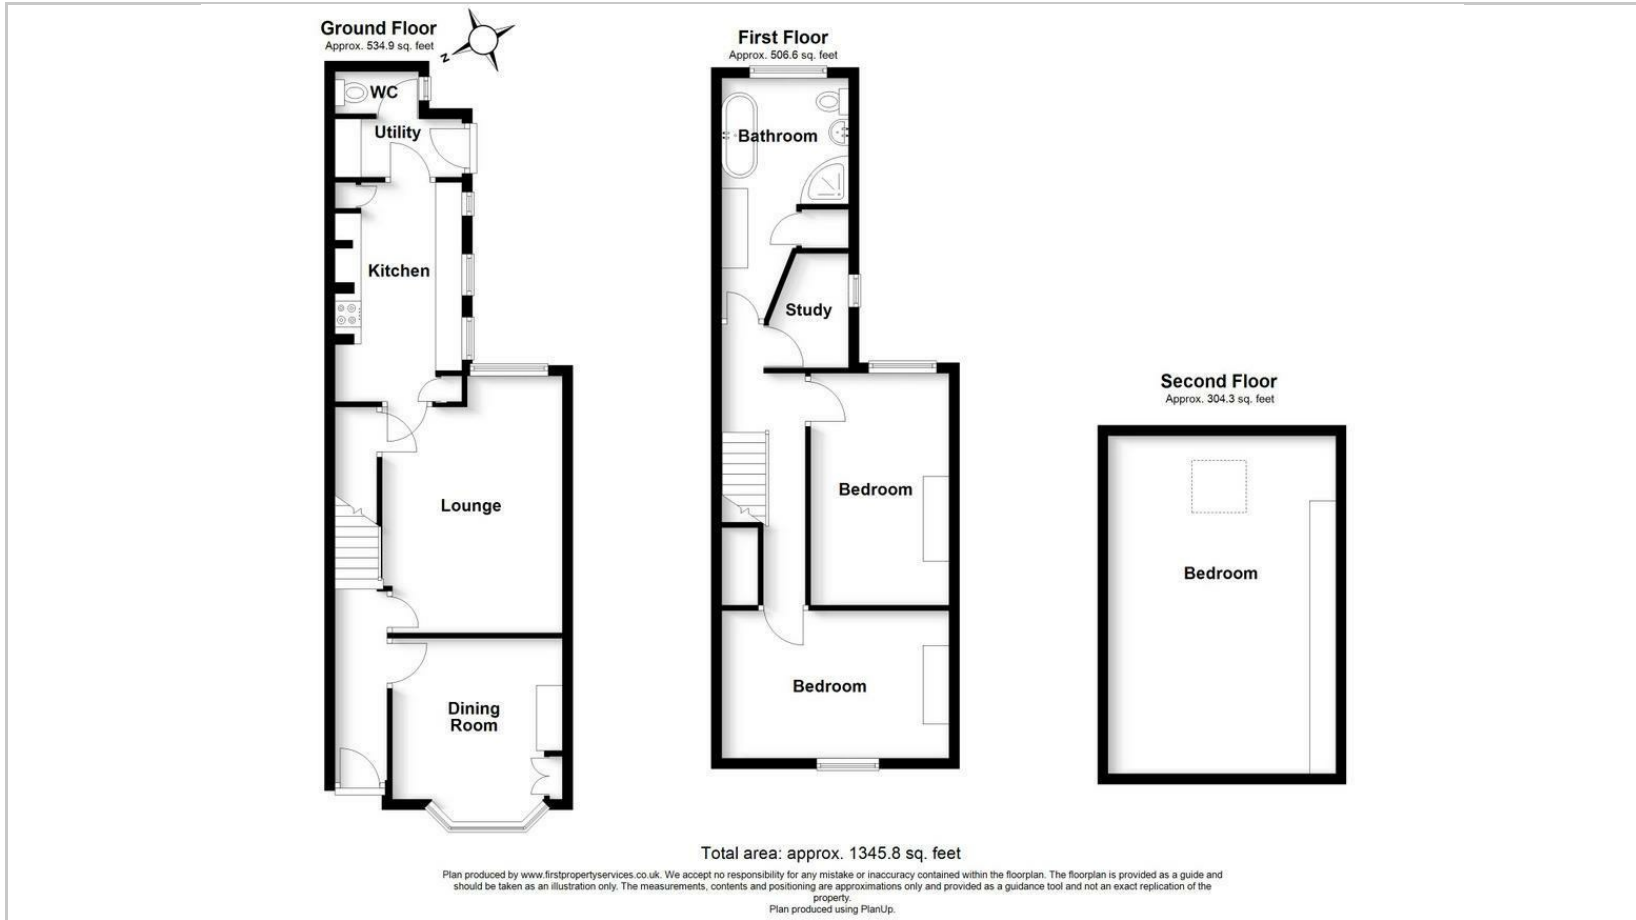 Ground Floor
Approx. 534.9 sq. feet
N
WC
Utility
Kitchen
Lounge
Dining
Room
First Floor
Approx. 506.6 sq. feet
Bathroom
Study
Bedroom
Bedroom
Second Floor
Approx. 304.3 sq. feet
Bedroom
Total area: approx. 1345.8 sq. feet
Plan produced by www.firstpropertyservices.co.uk. We accept no responsibility for any mistake or inaccuracy contained within the floorplan. The floorplan is provided as a guide and
should be taken as an illustration only. The measurements, contents and positioning are approximations only and provided as a guidance tool and not an exact replication of the
property.
Plan produced using PlanUp.